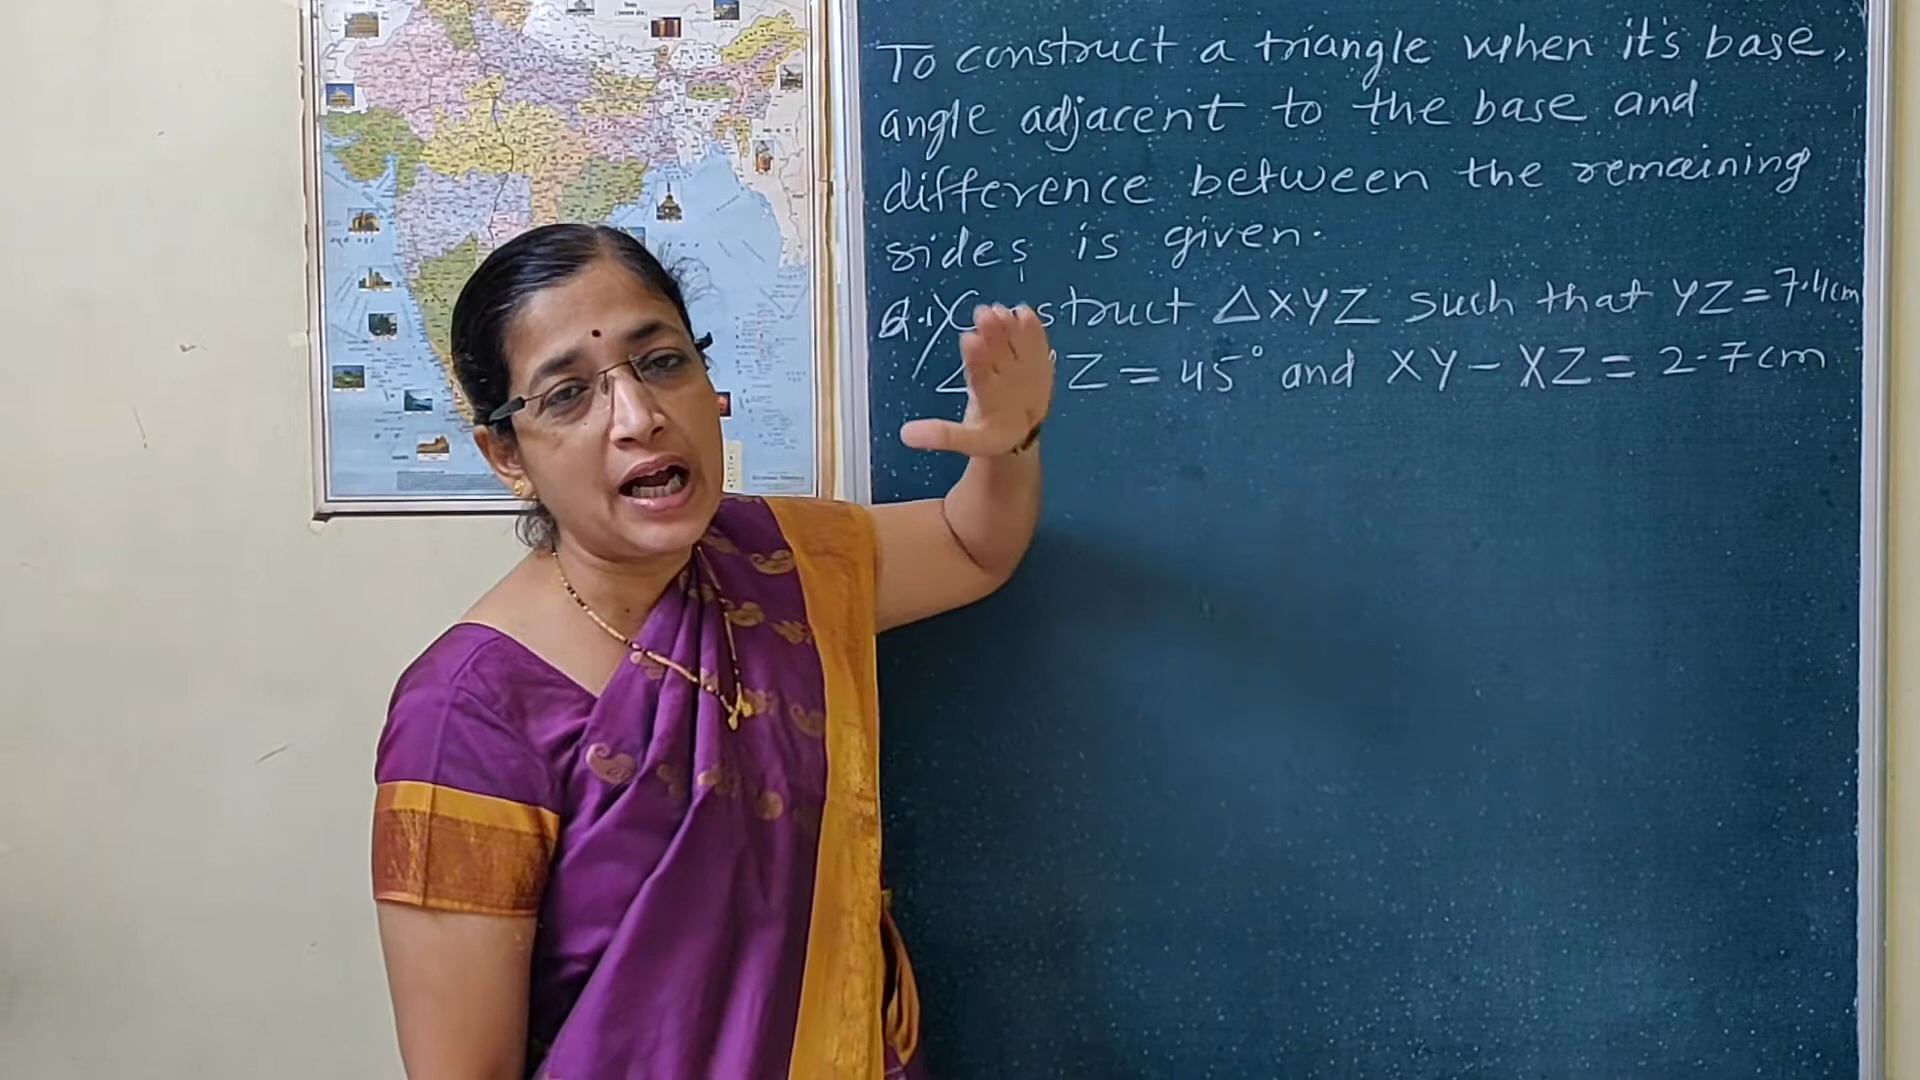 To construct a triangle when it's base,
angle adjacent to the base and
difference between the remaining
sides is given.
Q.1) Construct △XYZ such that YZ=7.4cm
Z = 45° and XY - XZ = 2.7cm